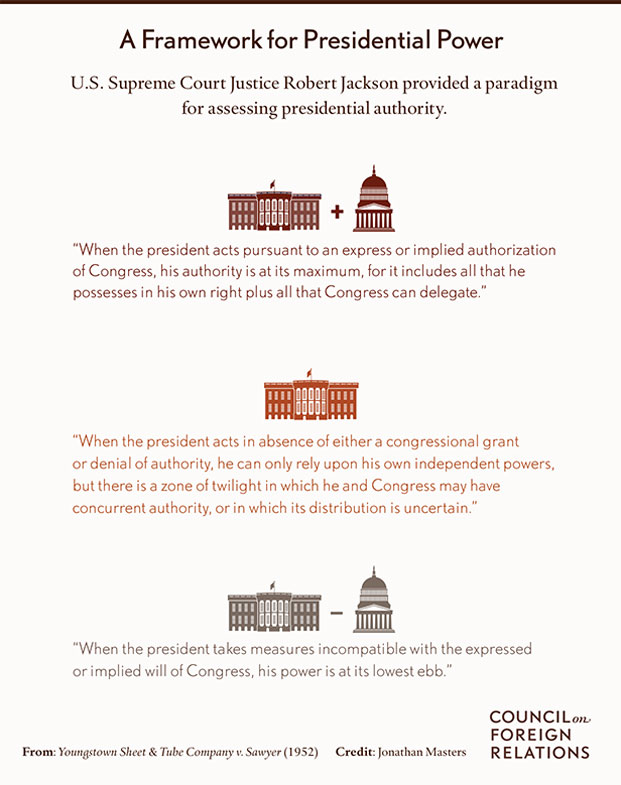 A Framework for Presidential Power
U.S. Supreme Court Justice Robert Jackson provided a paradigm
for assessing presidential authority.
+
“When the president acts pursuant to an express or implied authorization
of Congress, his authority is at its maximum, for it includes all that he
possesses in his own right plus all that Congress can delegate.”
“When the president acts in absence of either a congressional grant
or denial of authority, he can only rely upon his own independent powers,
but there is a zone of twilight in which he and Congress may have
concurrent authority, or in which its distribution is uncertain.”
–
“When the president takes measures incompatible with the expressed
or implied will of Congress, his power is at its lowest ebb.”
From: Youngstown Sheet & Tube Company v. Sawyer (1952) Credit: Jonathan Masters
COUNCIL on
FOREIGN
RELATIONS